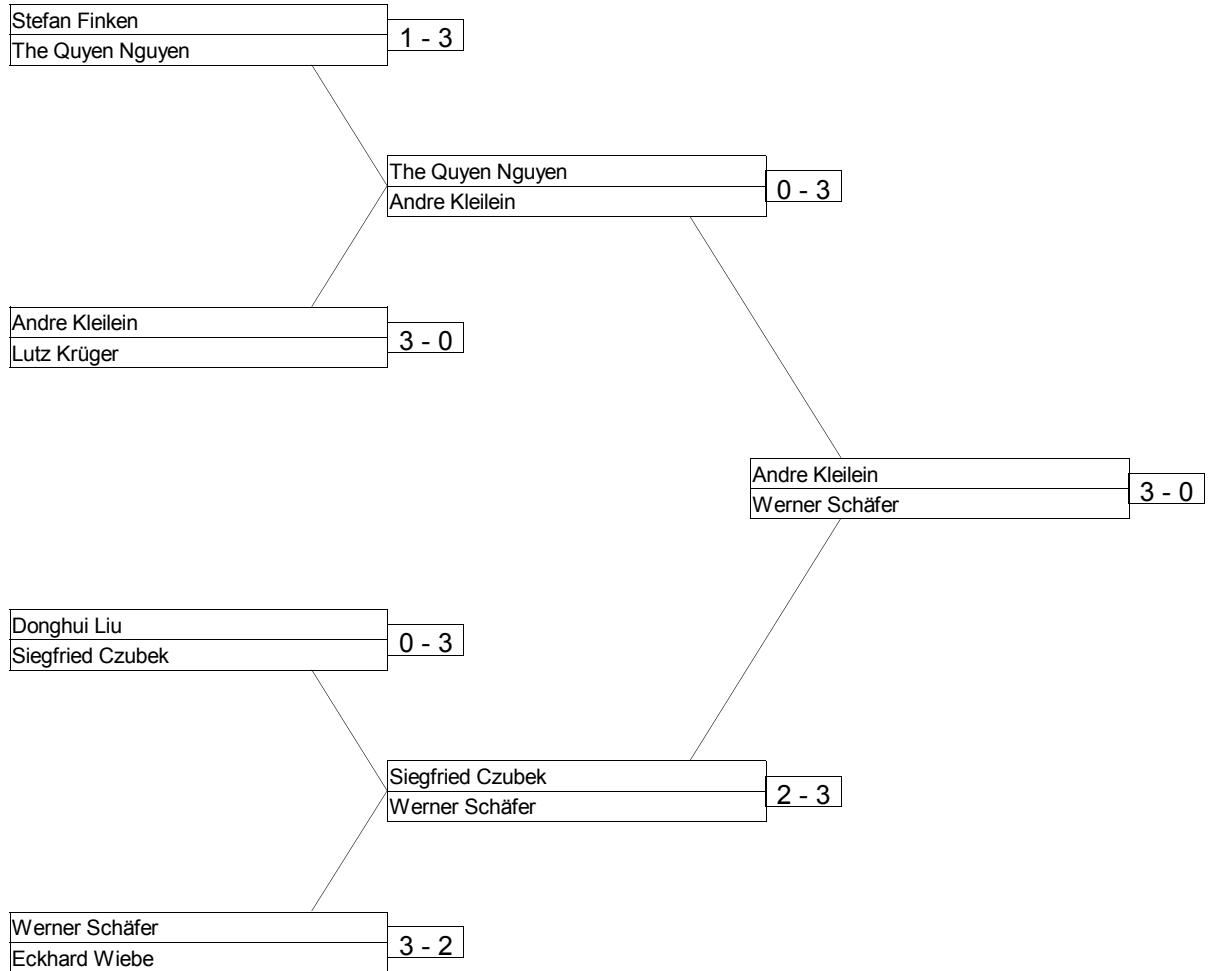 Stefan Finken
The Quyen Nguyen
1 - 3
The Quyen Nguyen
Andre Kleilein
0 - 3
Andre Kleilein
Lutz Krüger
3 - 0
Andre Kleilein
Werner Schäfer
3 - 0
Donghui Liu
Siegfried Czubek
0 - 3
Siegfried Czubek
Werner Schäfer
2 - 3
Werner Schäfer
Eckhard Wiebe
3 - 2